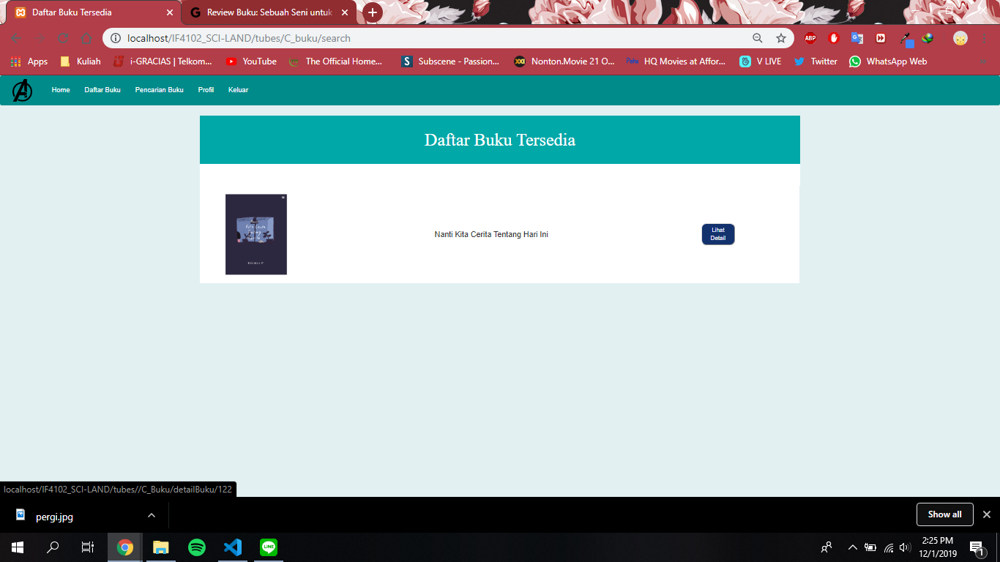 Daftar Buku Tersedia
Review Buku: Sebuah Seni untuk
localhost/IF4102_SCI-LAND/tubes/C_buku/search
ABP
Apps Kuliah i-GRACIAS | Telkom... YouTube The Official Home... Subscene - Passion... Nonton.Movie 21 O... HQ Movies at Affor... V LIVE Twitter WhatsApp Web
Home Daftar Buku Pencarian Buku Profil Keluar
Daftar Buku Tersedia
Nanti Kita Cerita Tentang Hari Ini
Lihat
Detail
localhost/IF4102_SCI-LAND/tubes//C_Buku/detailBuku/122
pergi.jpg
Show all
LINE
2:25 PM
12/1/2019
1